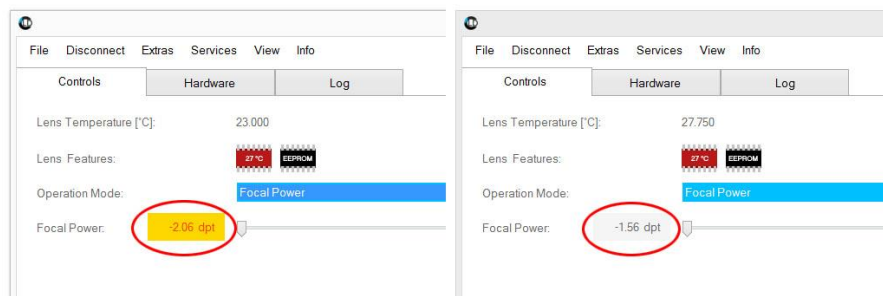 File Disconnect Extras Services View Info
Controls Hardware Log
Lens Temperature [°C]: 23.000
Lens Features: 27 °C EEPROM
Operation Mode: Focal Power
Focal Power: -2.06 dpt
File Disconnect Extras Services View Info
Controls Hardware Log
Lens Temperature [°C]: 27.750
Lens Features: 27 °C EEPROM
Operation Mode: Focal Power
Focal Power: -1.56 dpt